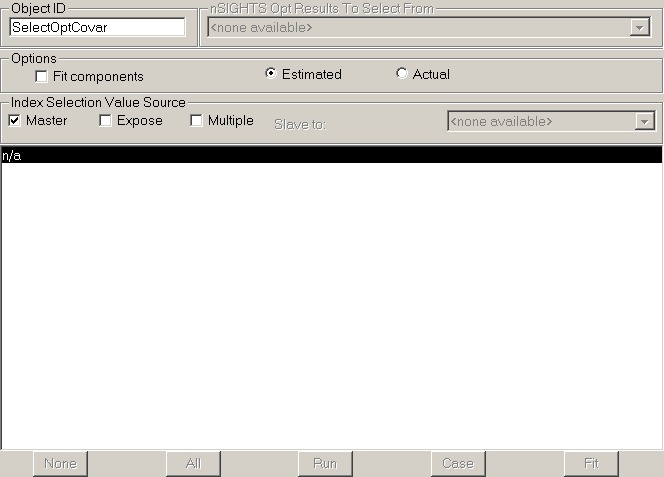 Object ID
nSIGHTS Opt Results To Select From
SelectOptCovar
<none available>
Options
Fit components
Estimated
Actual
Index Selection Value Source
Master
Expose
Multiple
Slave to:
<none available>
n/a
None
All
Run
Case
Fit